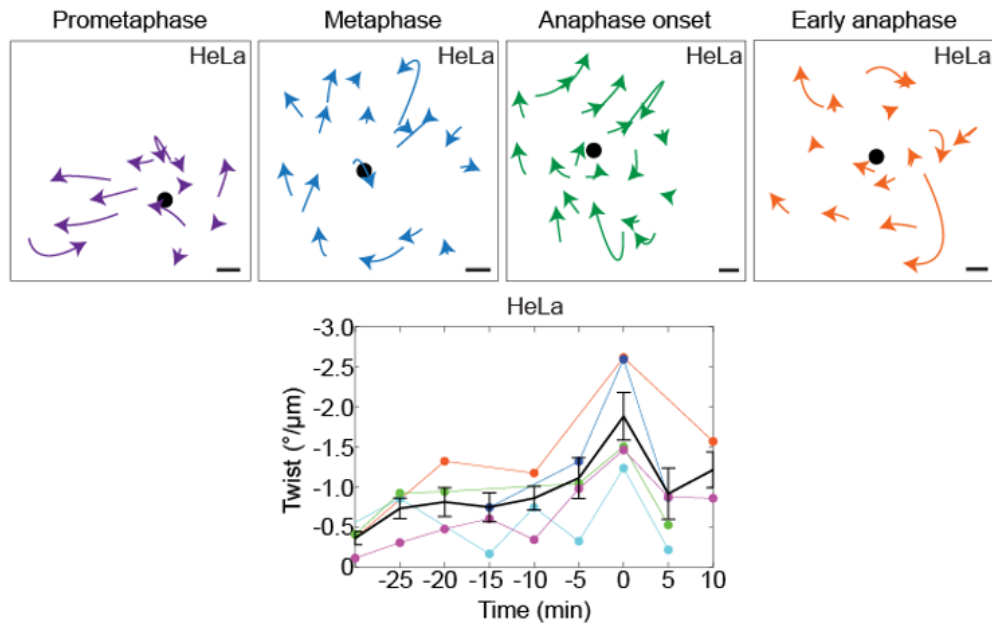 Prometaphase Metaphase Anaphase onset Early anaphase
HeLa HeLa HeLa HeLa
HeLa
-3.0
-2.5
-2.0
-1.5
-1.0
-0.5
0
Twist (°/μm)
-25 -20 -15 -10 -5 0 5 10
Time (min)